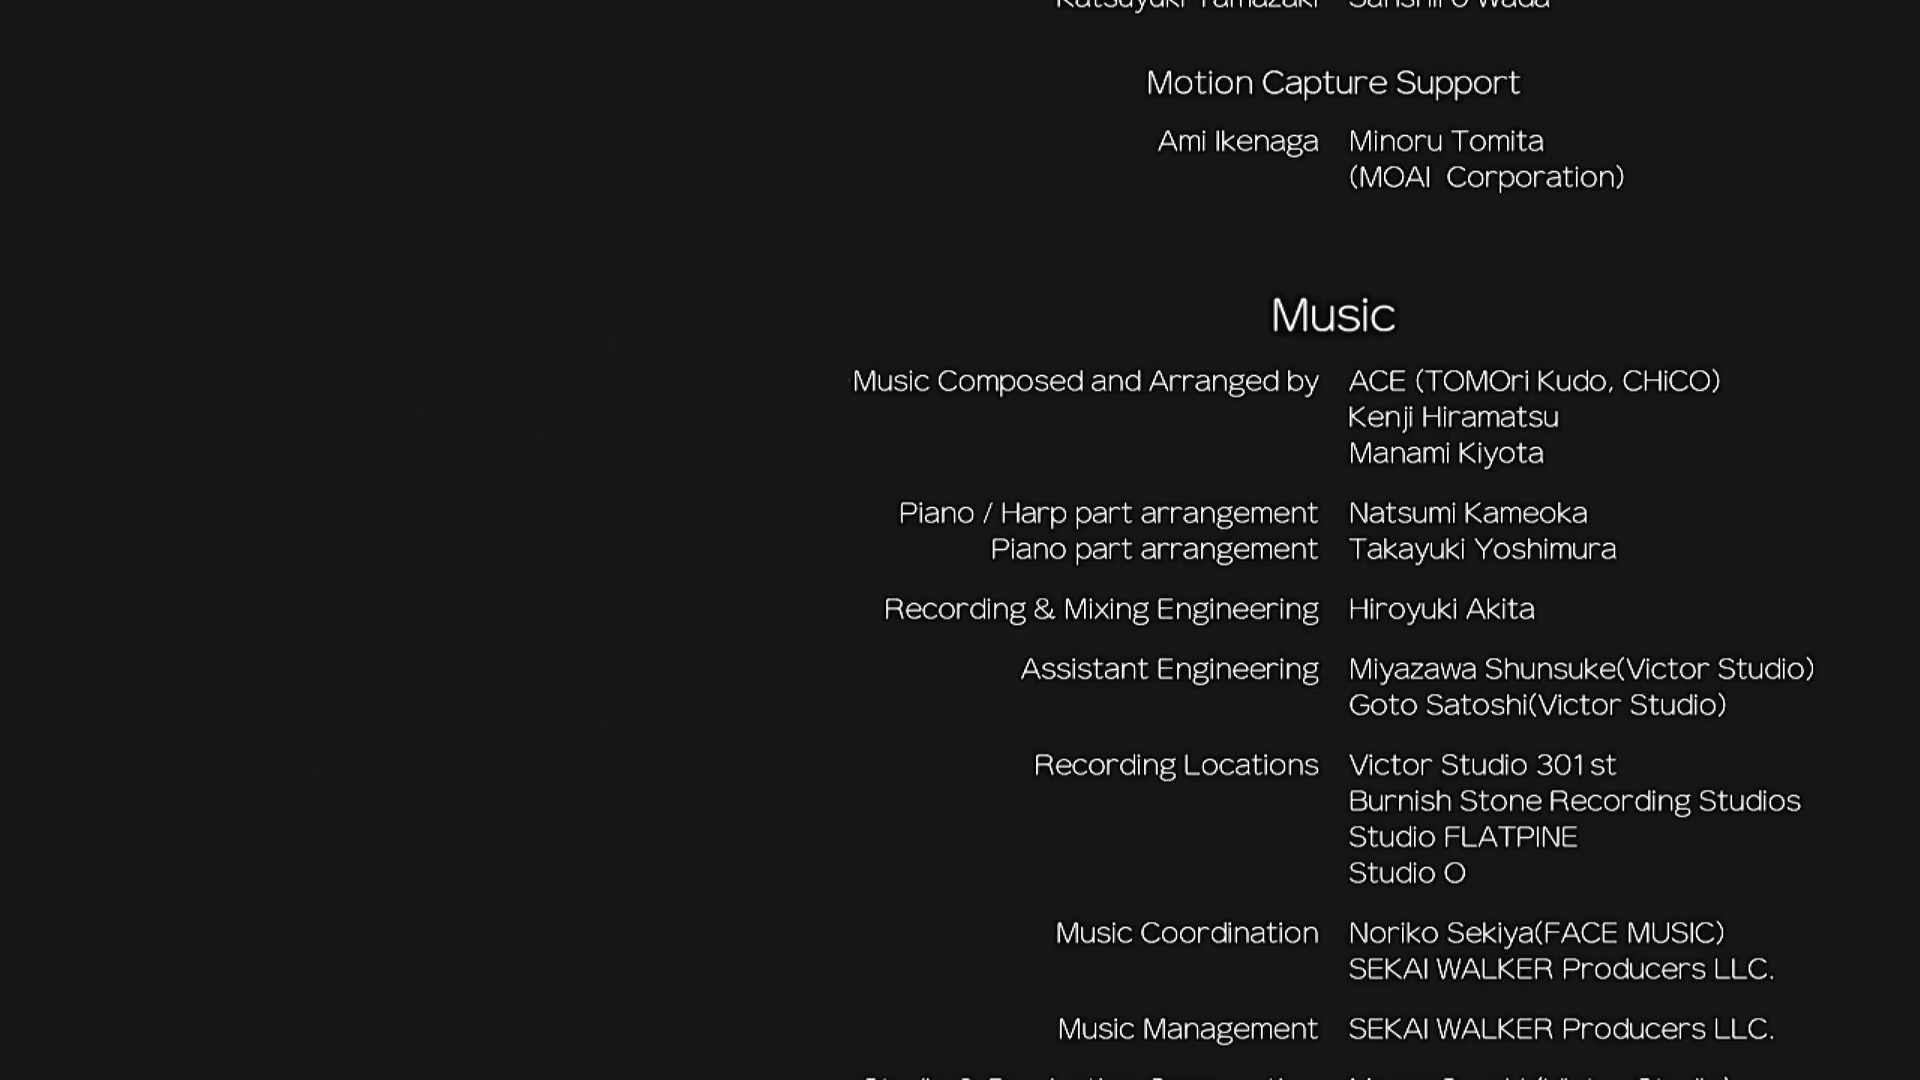 Katsuyuki Yamazaki Sanshiro Wada
Motion Capture Support
Ami Ikenaga Minoru Tomita
(MOAI Corporation)
Music
Music Composed and Arranged by ACE (TOMOri Kudo, CHiCO)
Kenji Hiramatsu
Manami Kiyota
Piano / Harp part arrangement Natsumi Kameoka
Piano part arrangement Takayuki Yoshimura
Recording & Mixing Engineering Hiroyuki Akita
Assistant Engineering Miyazawa Shunsuke(Victor Studio)
Goto Satoshi(Victor Studio)
Recording Locations Victor Studio 301st
Burnish Stone Recording Studios
Studio FLATPINE
Studio O
Music Coordination Noriko Sekiya(FACE MUSIC)
SEKAI WALKER Producers LLC.
Music Management SEKAI WALKER Producers LLC.